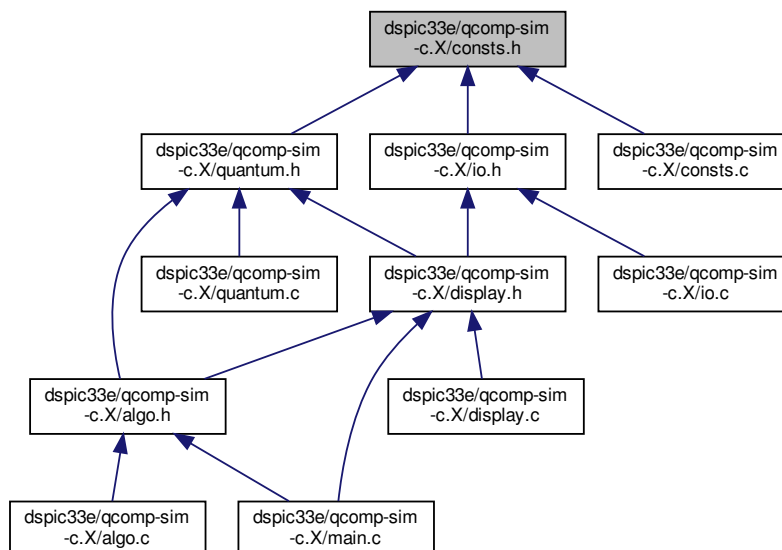 dspic33e/qcomp-sim
-c.X/consts.h
dspic33e/qcomp-sim
-c.X/quantum.h
dspic33e/qcomp-sim
-c.X/io.h
dspic33e/qcomp-sim
-c.X/consts.c
dspic33e/qcomp-sim
-c.X/quantum.c
dspic33e/qcomp-sim
-c.X/display.h
dspic33e/qcomp-sim
-c.X/io.c
dspic33e/qcomp-sim
-c.X/algo.h
dspic33e/qcomp-sim
-c.X/display.c
dspic33e/qcomp-sim
-c.X/algo.c
dspic33e/qcomp-sim
-c.X/main.c